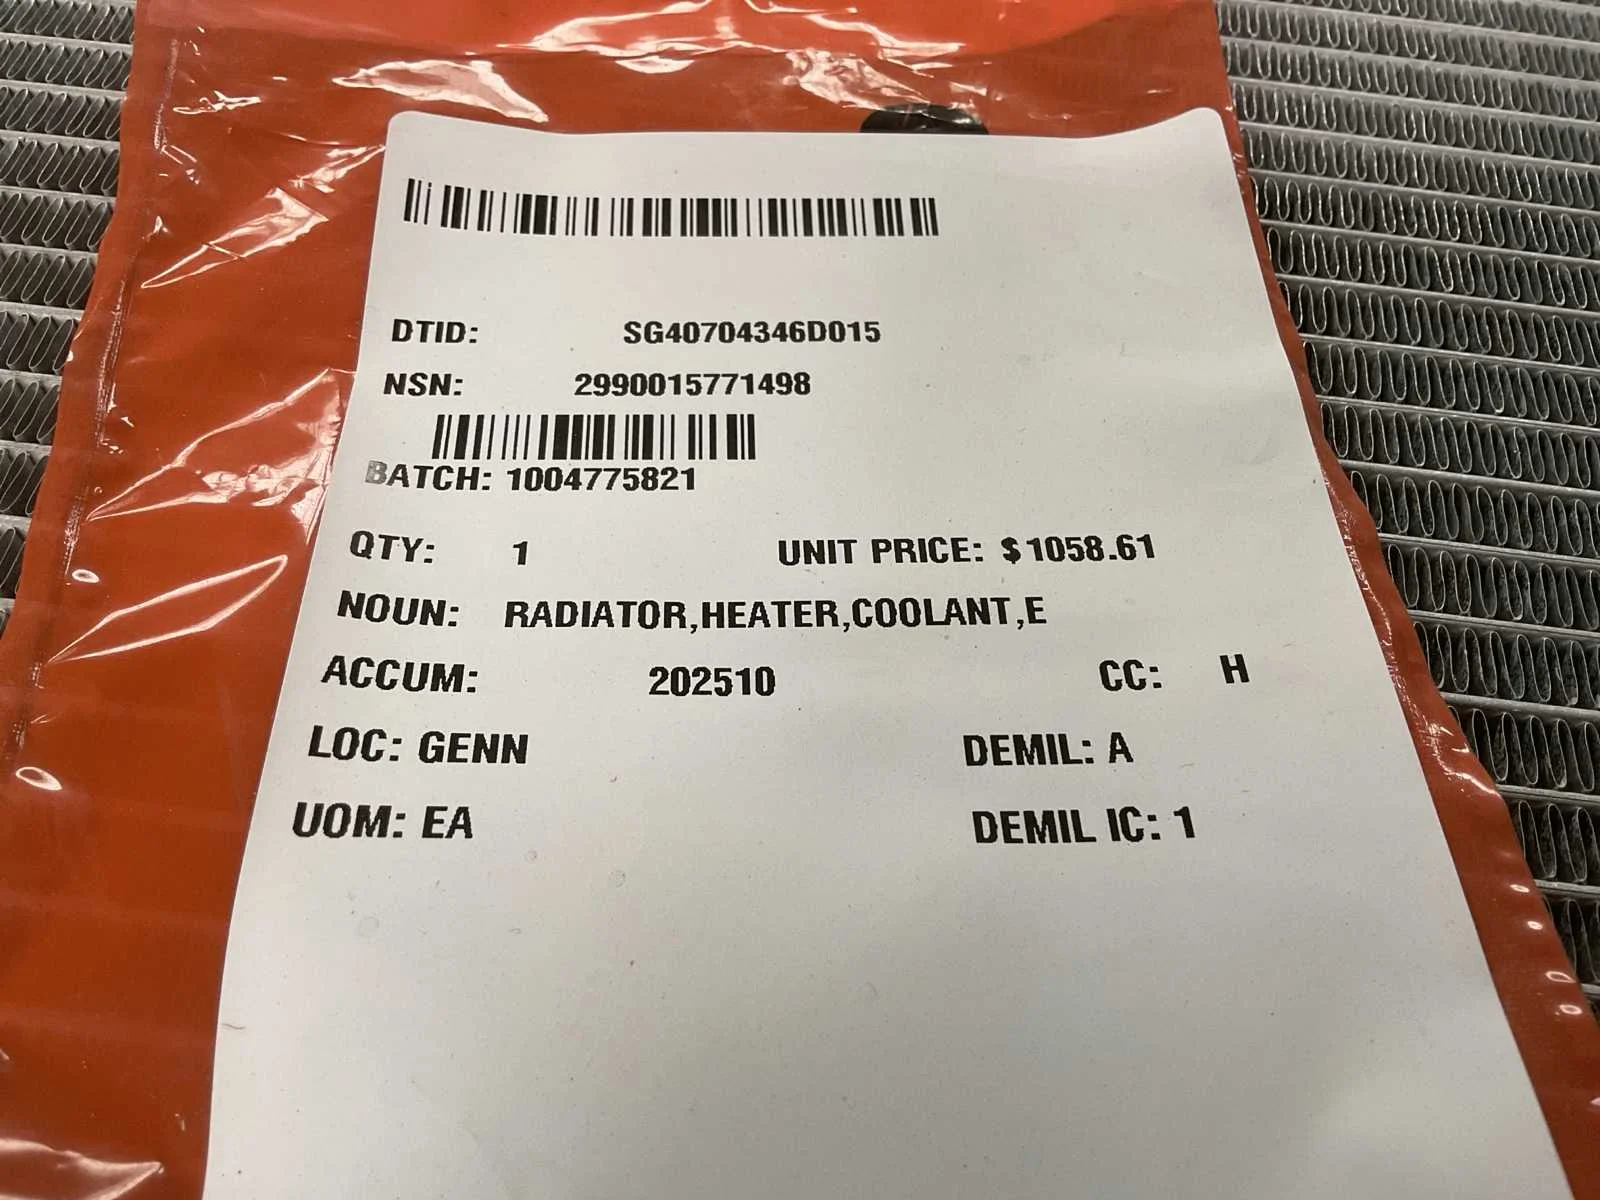 DTID: SG40704346D015
NSN: 2990015771498
BATCH: 1004775821
QTY: 1 UNIT PRICE: $1058.61
NOUN: RADIATOR,HEATER,COOLANT,E
ACCUM: 202510 CC: H
LOC: GENN DEMIL: A
UOM: EA DEMIL IC: 1